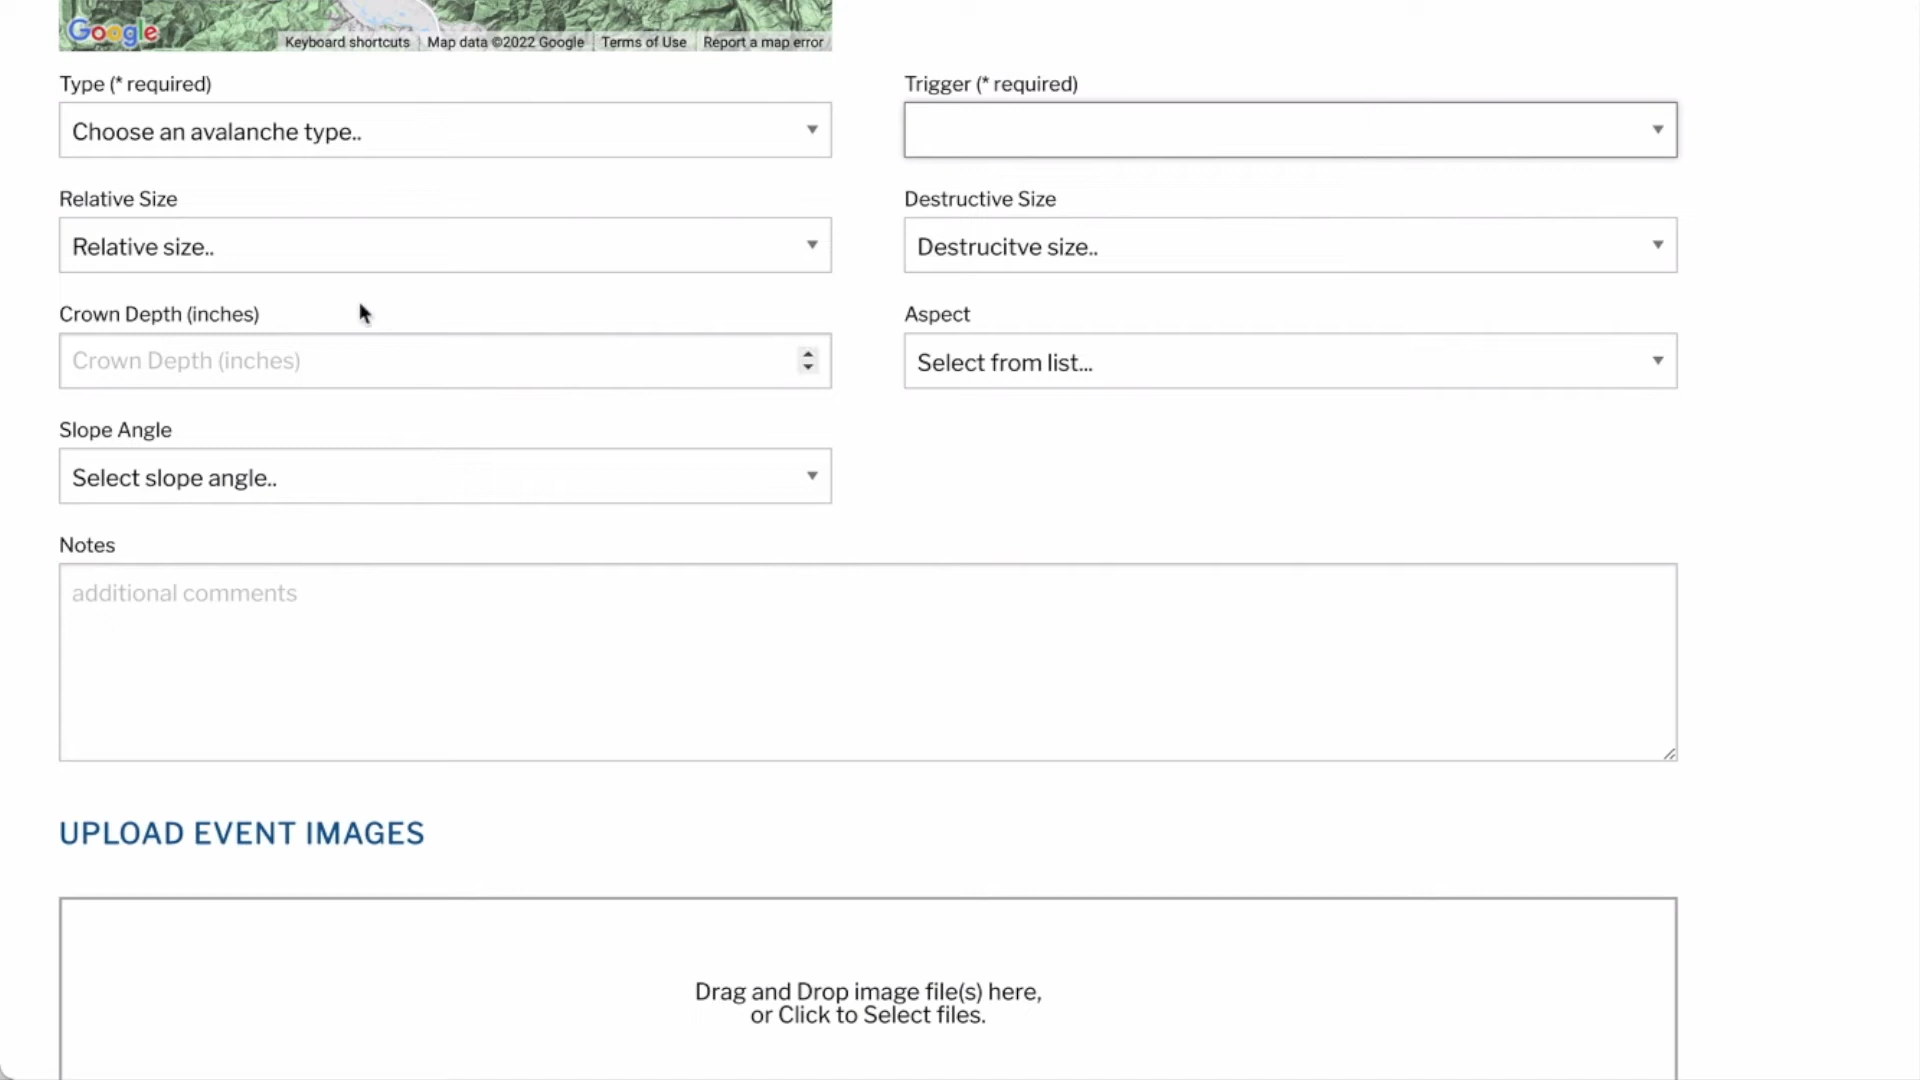 Google
Keyboard shortcuts Map data ©2022 Google Terms of Use Report a map error
Type (* required)
Trigger (* required)
Choose an avalanche type..
Relative Size
Destructive Size
Relative size..
Destrucitve size..
Crown Depth (inches)
Aspect
Crown Depth (inches)
Select from list...
Slope Angle
Select slope angle..
Notes
additional comments
UPLOAD EVENT IMAGES
Drag and Drop image file(s) here,
or Click to Select files.